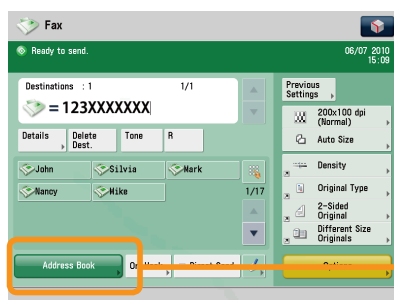 Fax
Ready to send.
06/07 2010
15:09
Destinations : 1
1/1
= 123XXXXXXX
Details
Delete
Dest.
Tone
R
Previous
Settings
200x100 dpi
(Normal)
Auto Size
John
Silvia
Mark
Nancy
Mike
1/17
Density
Original Type
2-Sided
Original
Different Size
Originals
Address Book